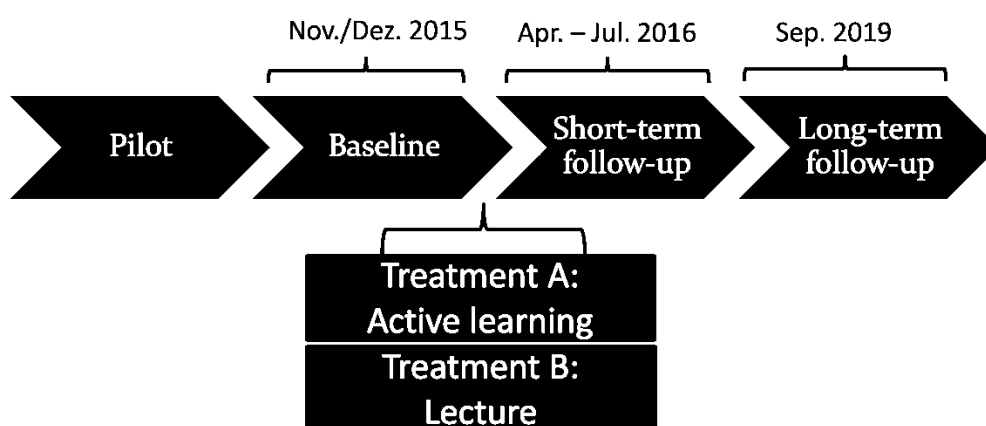 Nov./Dez. 2015
Apr. – Jul. 2016
Sep. 2019
Pilot
Baseline
Short-term
follow-up
Long-term
follow-up
Treatment A:
Active learning
Treatment B:
Lecture